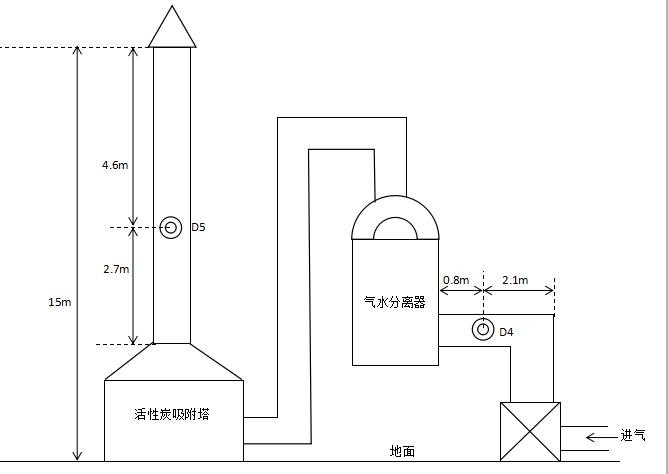 4.6m
D5
2.7m
15m
0.8m
2.1m
气水分离器
D4
活性炭吸附塔
进气
地面